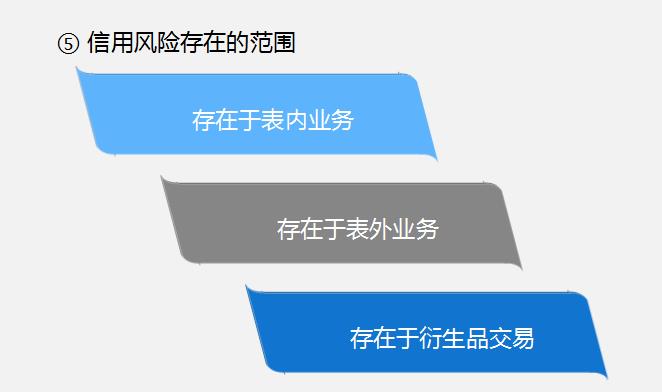 ⑤ 信用风险存在的范围
存在于表内业务
存在于表外业务
存在于衍生品交易